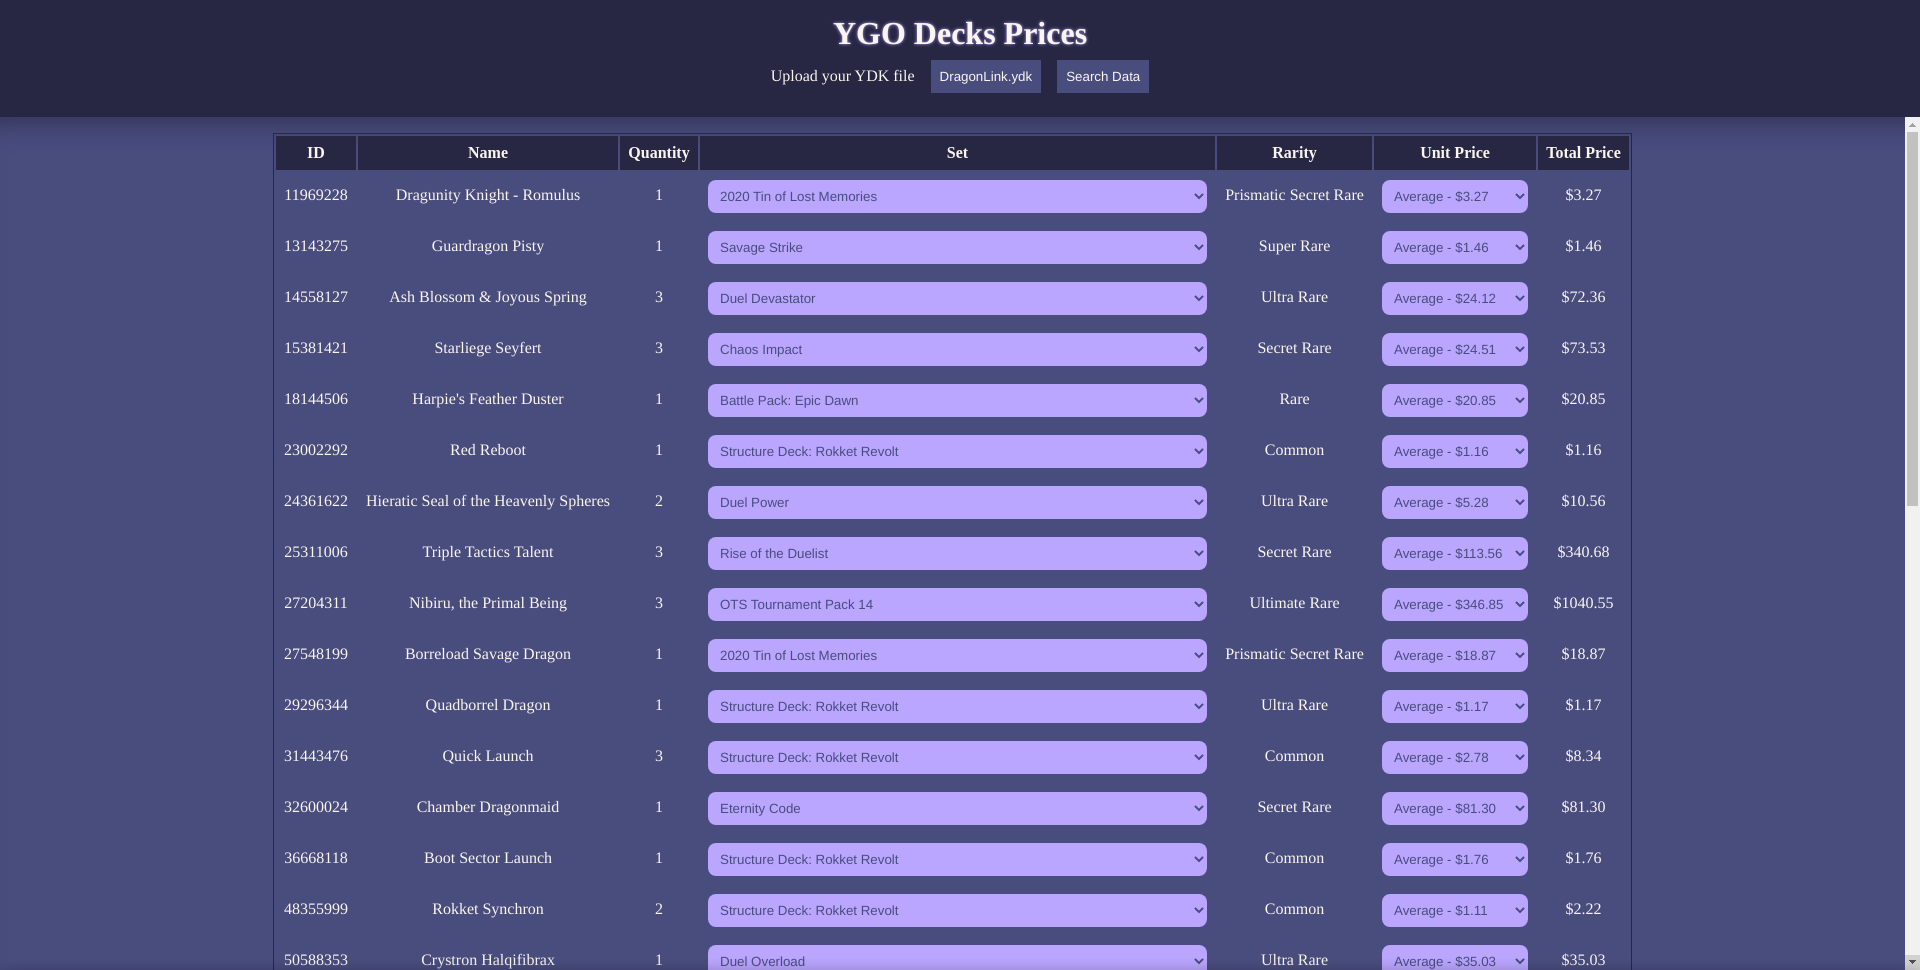 YGO Decks Prices
Upload your YDK file DragonLink.ydk Search Data
ID Name Quantity Set Rarity Unit Price Total Price
11969228 Dragunity Knight - Romulus 1 2020 Tin of Lost Memories Prismatic Secret Rare Average - $3.27 $3.27
13143275 Guardragon Pisty 1 Savage Strike Super Rare Average - $1.46 $1.46
14558127 Ash Blossom & Joyous Spring 3 Duel Devastator Ultra Rare Average - $24.12 $72.36
15381421 Starliege Seyfert 3 Chaos Impact Secret Rare Average - $24.51 $73.53
18144506 Harpie's Feather Duster 1 Battle Pack: Epic Dawn Rare Average - $20.85 $20.85
23002292 Red Reboot 1 Structure Deck: Rokket Revolt Common Average - $1.16 $1.16
24361622 Hieratic Seal of the Heavenly Spheres 2 Duel Power Ultra Rare Average - $5.28 $10.56
25311006 Triple Tactics Talent 3 Rise of the Duelist Secret Rare Average - $113.56 $340.68
27204311 Nibiru, the Primal Being 3 OTS Tournament Pack 14 Ultimate Rare Average - $346.85 $1040.55
27548199 Borreload Savage Dragon 1 2020 Tin of Lost Memories Prismatic Secret Rare Average - $18.87 $18.87
29296344 Quadborrel Dragon 1 Structure Deck: Rokket Revolt Ultra Rare Average - $1.17 $1.17
31443476 Quick Launch 3 Structure Deck: Rokket Revolt Common Average - $2.78 $8.34
32600024 Chamber Dragonmaid 1 Eternity Code Secret Rare Average - $81.30 $81.30
36668118 Boot Sector Launch 1 Structure Deck: Rokket Revolt Common Average - $1.76 $1.76
48355999 Rokket Synchron 2 Structure Deck: Rokket Revolt Common Average - $1.11 $2.22
50588353 Crystron Halqifibrax 1 Duel Overload Ultra Rare Average - $35.03 $35.03